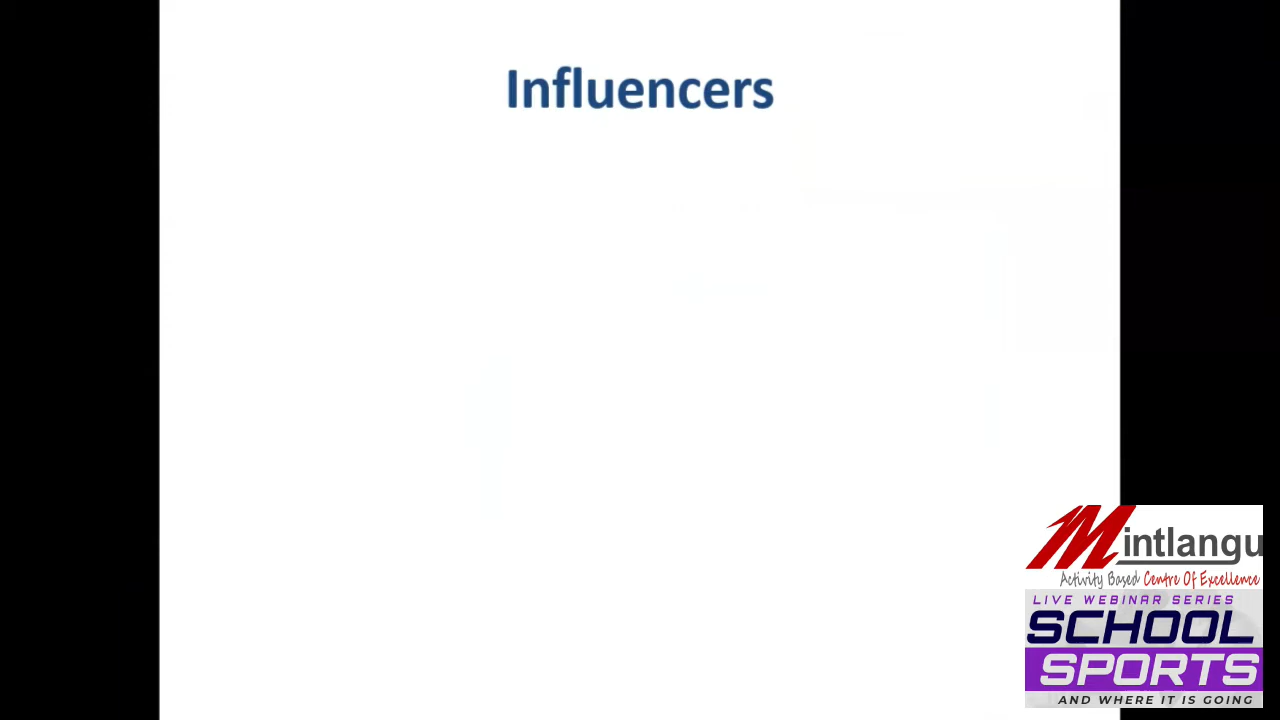 Influencers
Mintlangu
Activity Based Centre Of Excellence
LIVE WEBINAR SERIES
SCHOOL
SPORTS
AND WHERE IT IS GOING